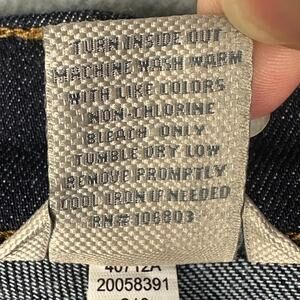 TURN INSIDE OUT
MACHINE WASH WARM
WITH LIKE COLORS
NON-CHLORINE
BLEACH ONLY
TUMBLE DRY LOW
REMOVE PROMPTLY
COOL IRON IF NEEDED
RN# 106803
40712A
20058391